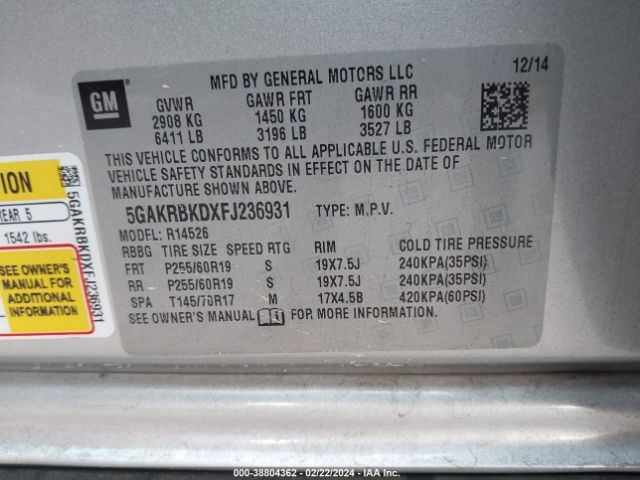 MFD BY GENERAL MOTORS LLC 12/14
GM
GVWR GAWR FRT GAWR RR
2908 KG 1450 KG 1600 KG
6411 LB 3196 LB 3527 LB
THIS VEHICLE CONFORMS TO ALL APPLICABLE U.S. FEDERAL MOTOR
VEHICLE SAFETY STANDARDS IN EFFECT ON THE DATE OF
MANUFACTURE SHOWN ABOVE.
5GAKRBKDXFJ236931 TYPE: M.P.V.
MODEL: R14526
RBBG TIRE SIZE SPEED RTG RIM COLD TIRE PRESSURE
FRT P255/60R19 S 19X7.5J 240KPA(35PSI)
RR P255/60R19 S 19X7.5J 240KPA(35PSI)
SPA T145/70R17 M 17X4.5B 420KPA(60PSI)
SEE OWNER'S MANUAL FOR MORE INFORMATION.
TION
EAR 5
1542 lbs.
SEE OWNER'S
MANUAL FOR
ADDITIONAL
INFORMATION
5GAKRBKDXFJ236931
000-38804362 - 02/22/2024 - IAA Inc.